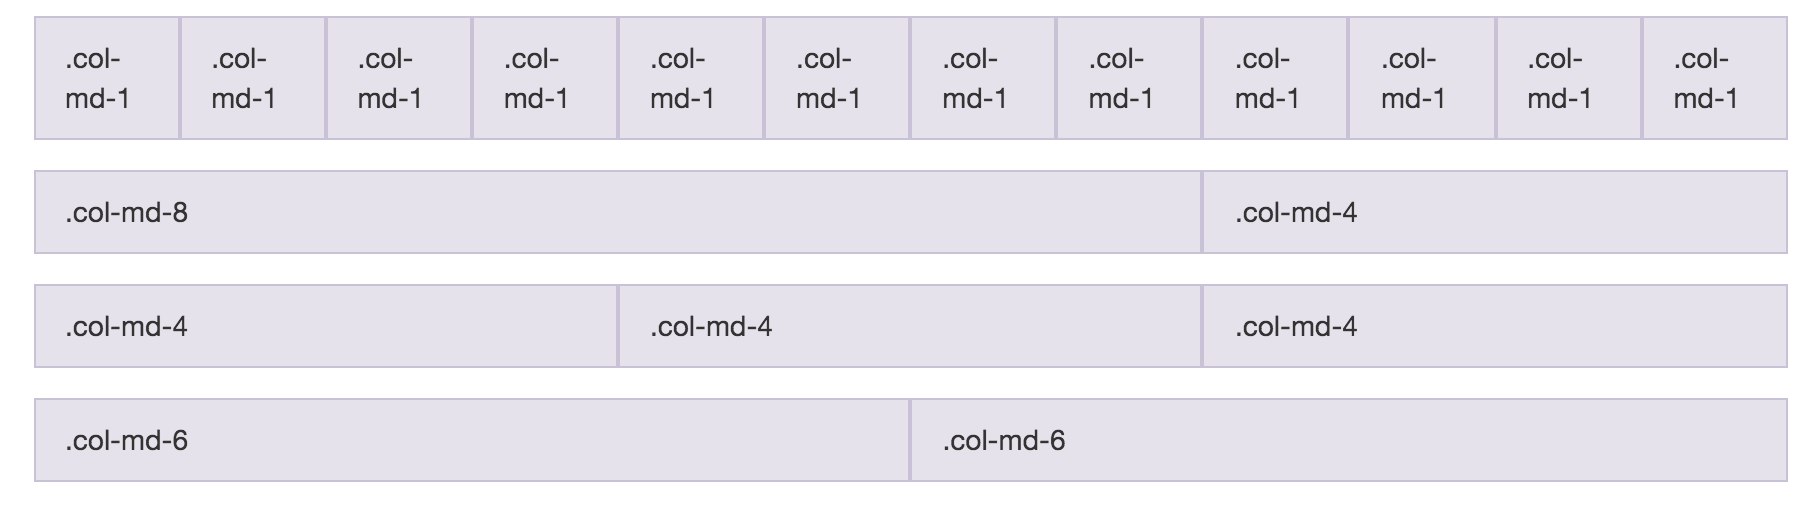 .col- .col- .col- .col- .col- .col- .col- .col- .col- .col- .col- .col-
md-1 md-1 md-1 md-1 md-1 md-1 md-1 md-1 md-1 md-1 md-1 md-1
.col-md-8 .col-md-4
.col-md-4 .col-md-4 .col-md-4
.col-md-6 .col-md-6